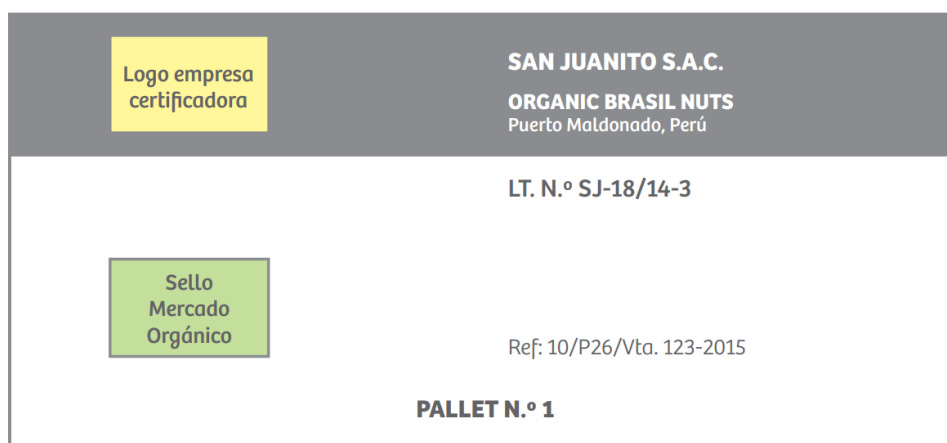 Logo empresa
certificadora
SAN JUANITO S.A.C.
ORGANIC BRASIL NUTS
Puerto Maldonado, Perú
LT. N.º SJ-18/14-3
Sello
Mercado
Orgánico
Ref: 10/P26/Vta. 123-2015
PALLET N.º 1